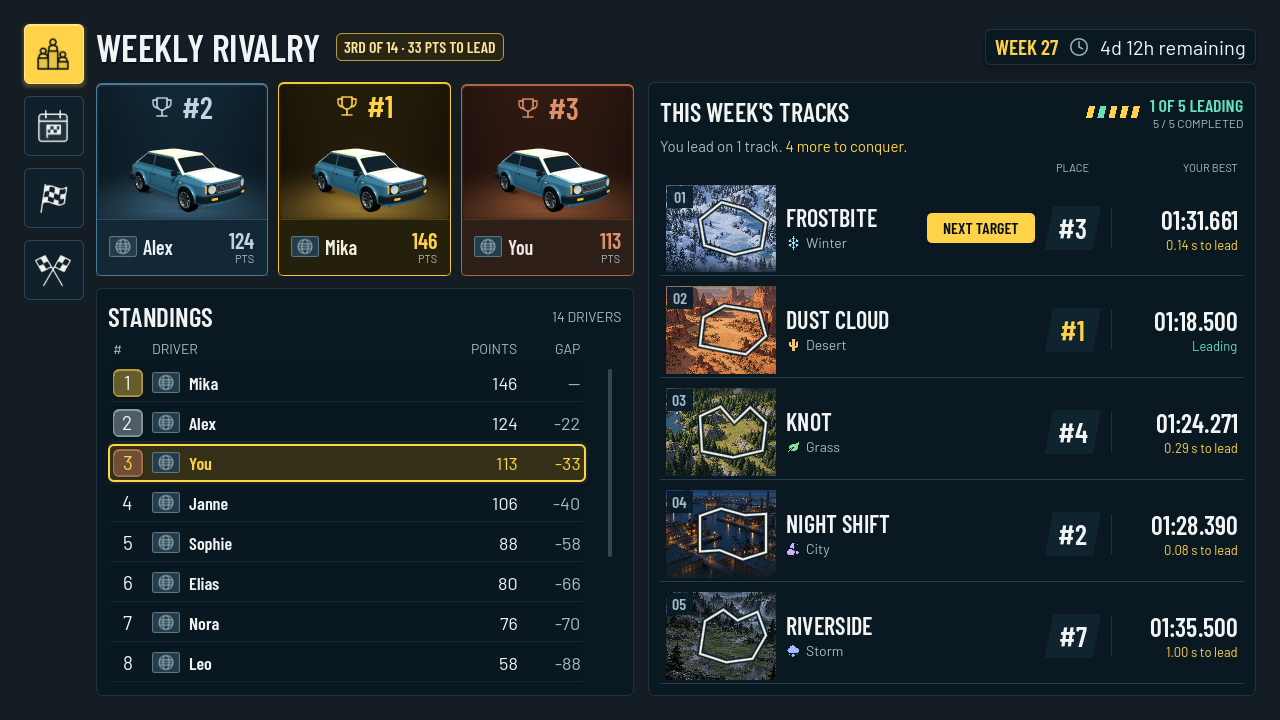 WEEKLY RIVALRY
3RD OF 14 · 33 PTS TO LEAD
WEEK 27
4d 12h remaining
#2
Alex
124
PTS
#1
Mika
146
PTS
#3
You
113
PTS
STANDINGS
14 DRIVERS
# DRIVER POINTS GAP
1 Mika 146 —
2 Alex 124 -22
3 You 113 -33
4 Janne 106 -40
5 Sophie 88 -58
6 Elias 80 -66
7 Nora 76 -70
8 Leo 58 -88
THIS WEEK'S TRACKS
1 OF 5 LEADING
5 / 5 COMPLETED
You lead on 1 track. 4 more to conquer.
PLACE YOUR BEST
01
FROSTBITE
Winter
NEXT TARGET
#3
01:31.661
0.14 s to lead
02
DUST CLOUD
Desert
#1
01:18.500
Leading
03
KNOT
Grass
#4
01:24.271
0.29 s to lead
04
NIGHT SHIFT
City
#2
01:28.390
0.08 s to lead
05
RIVERSIDE
Storm
#7
01:35.500
1.00 s to lead